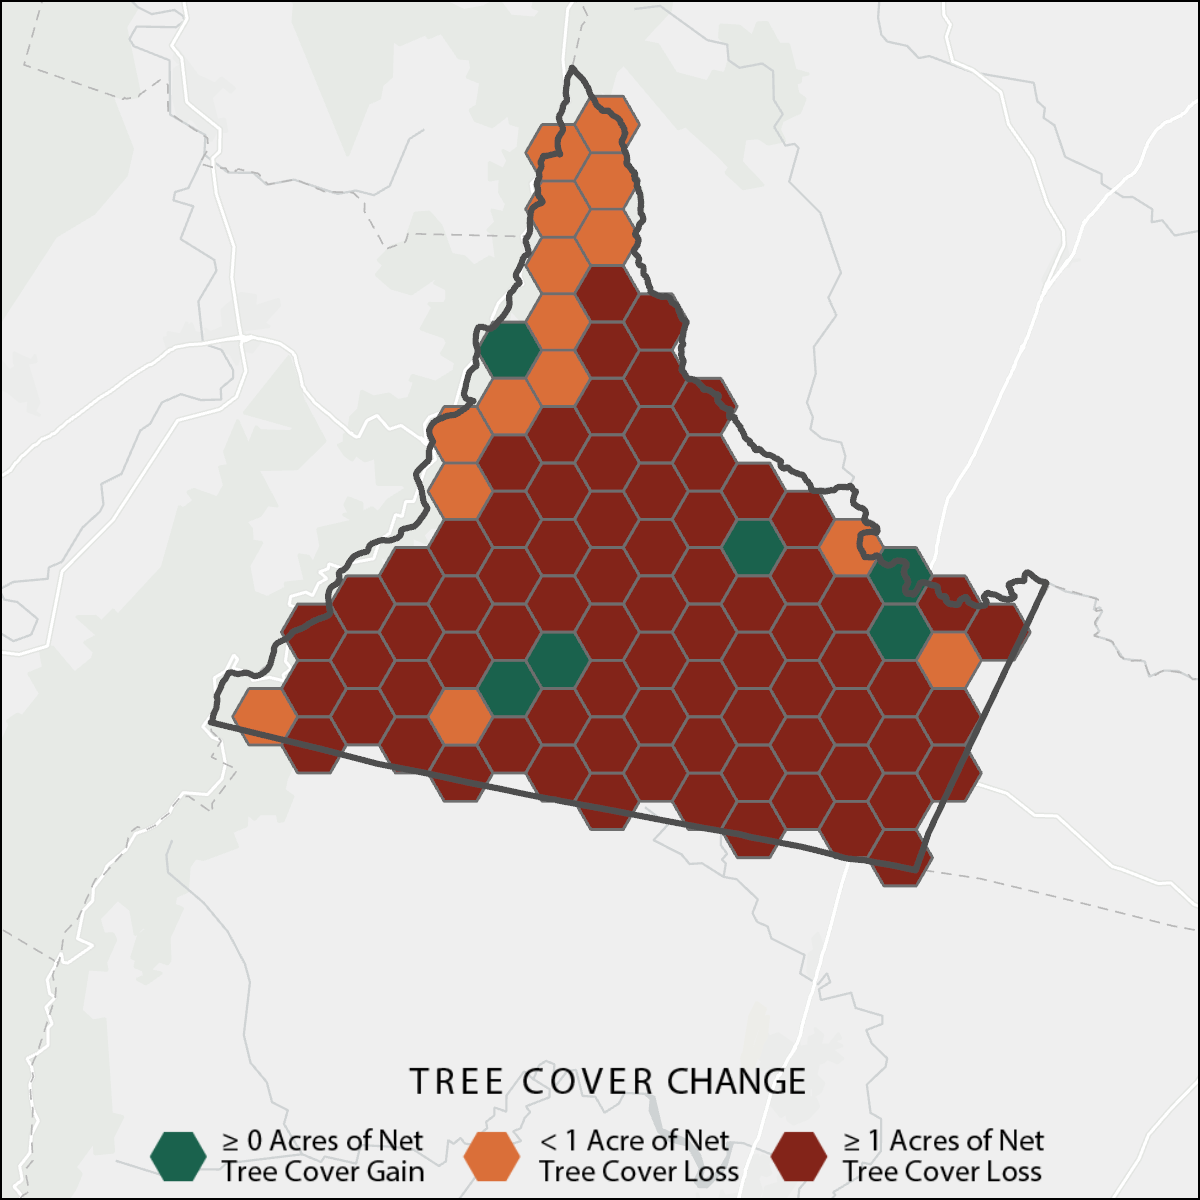 TREE COVER CHANGE
≥ 0 Acres of Net
Tree Cover Gain
< 1 Acre of Net
Tree Cover Loss
≥ 1 Acres of Net
Tree Cover Loss